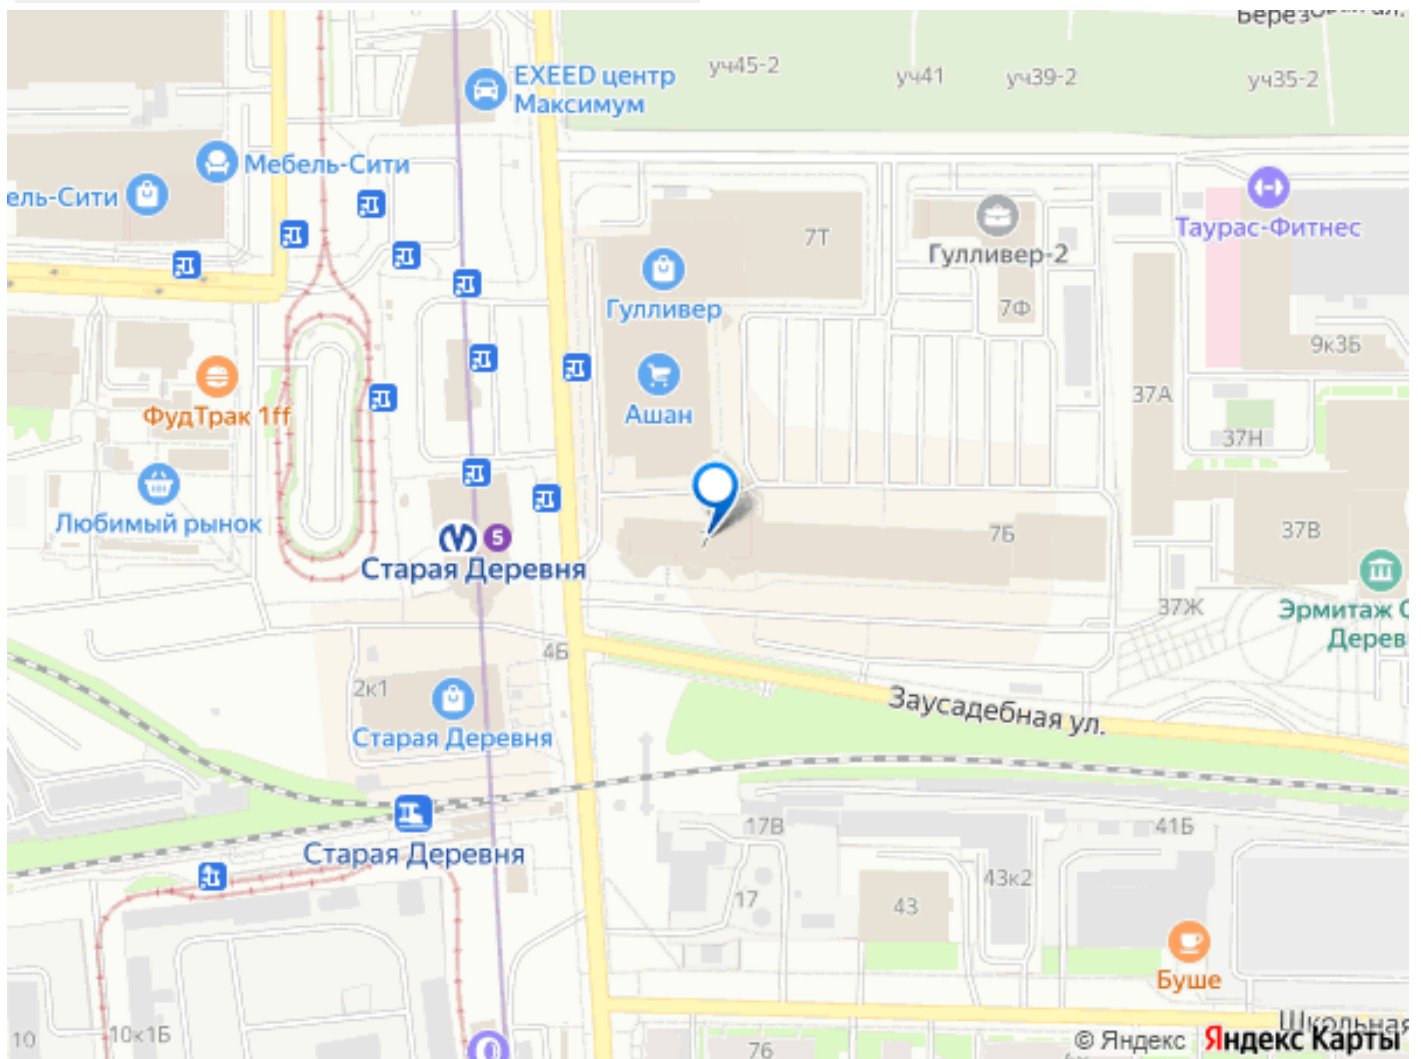 уч45-2
уч41
уч39-2
уч35-2
EXEED центр
Максимум
Мебель-Сити
ель-Сити
Таурас-Фитнес
7Т
Гулливер-2
Гулливер
7Ф
9к3Б
Ашан
37А
ФудТрак 1ff
37Н
Любимый рынок
5
Старая Деревня
7Б
37В
37Ж
Эрмитаж С
Дерев
4Б
2к1
Заусадебная ул.
Старая Деревня
17В
41Б
Старая Деревня
43к2
17
43
Буше
10
10к1Б
76
Школьная
© Яндекс Яндекс Карты